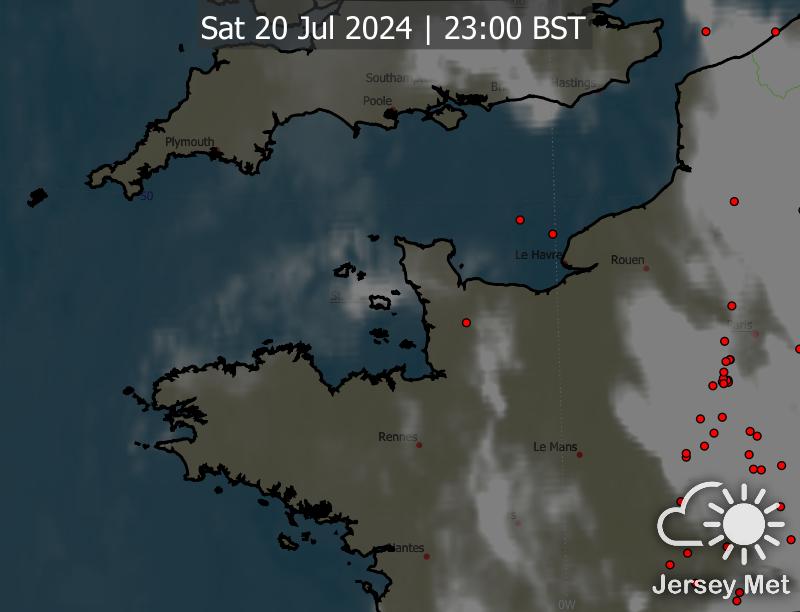 Sat 20 Jul 2024 | 23:00 BST
Hastings
Poole
Plymouth
50
Le Havre
Rouen
Paris
Rennes
Le Mans
Nantes
Jersey Met
0W